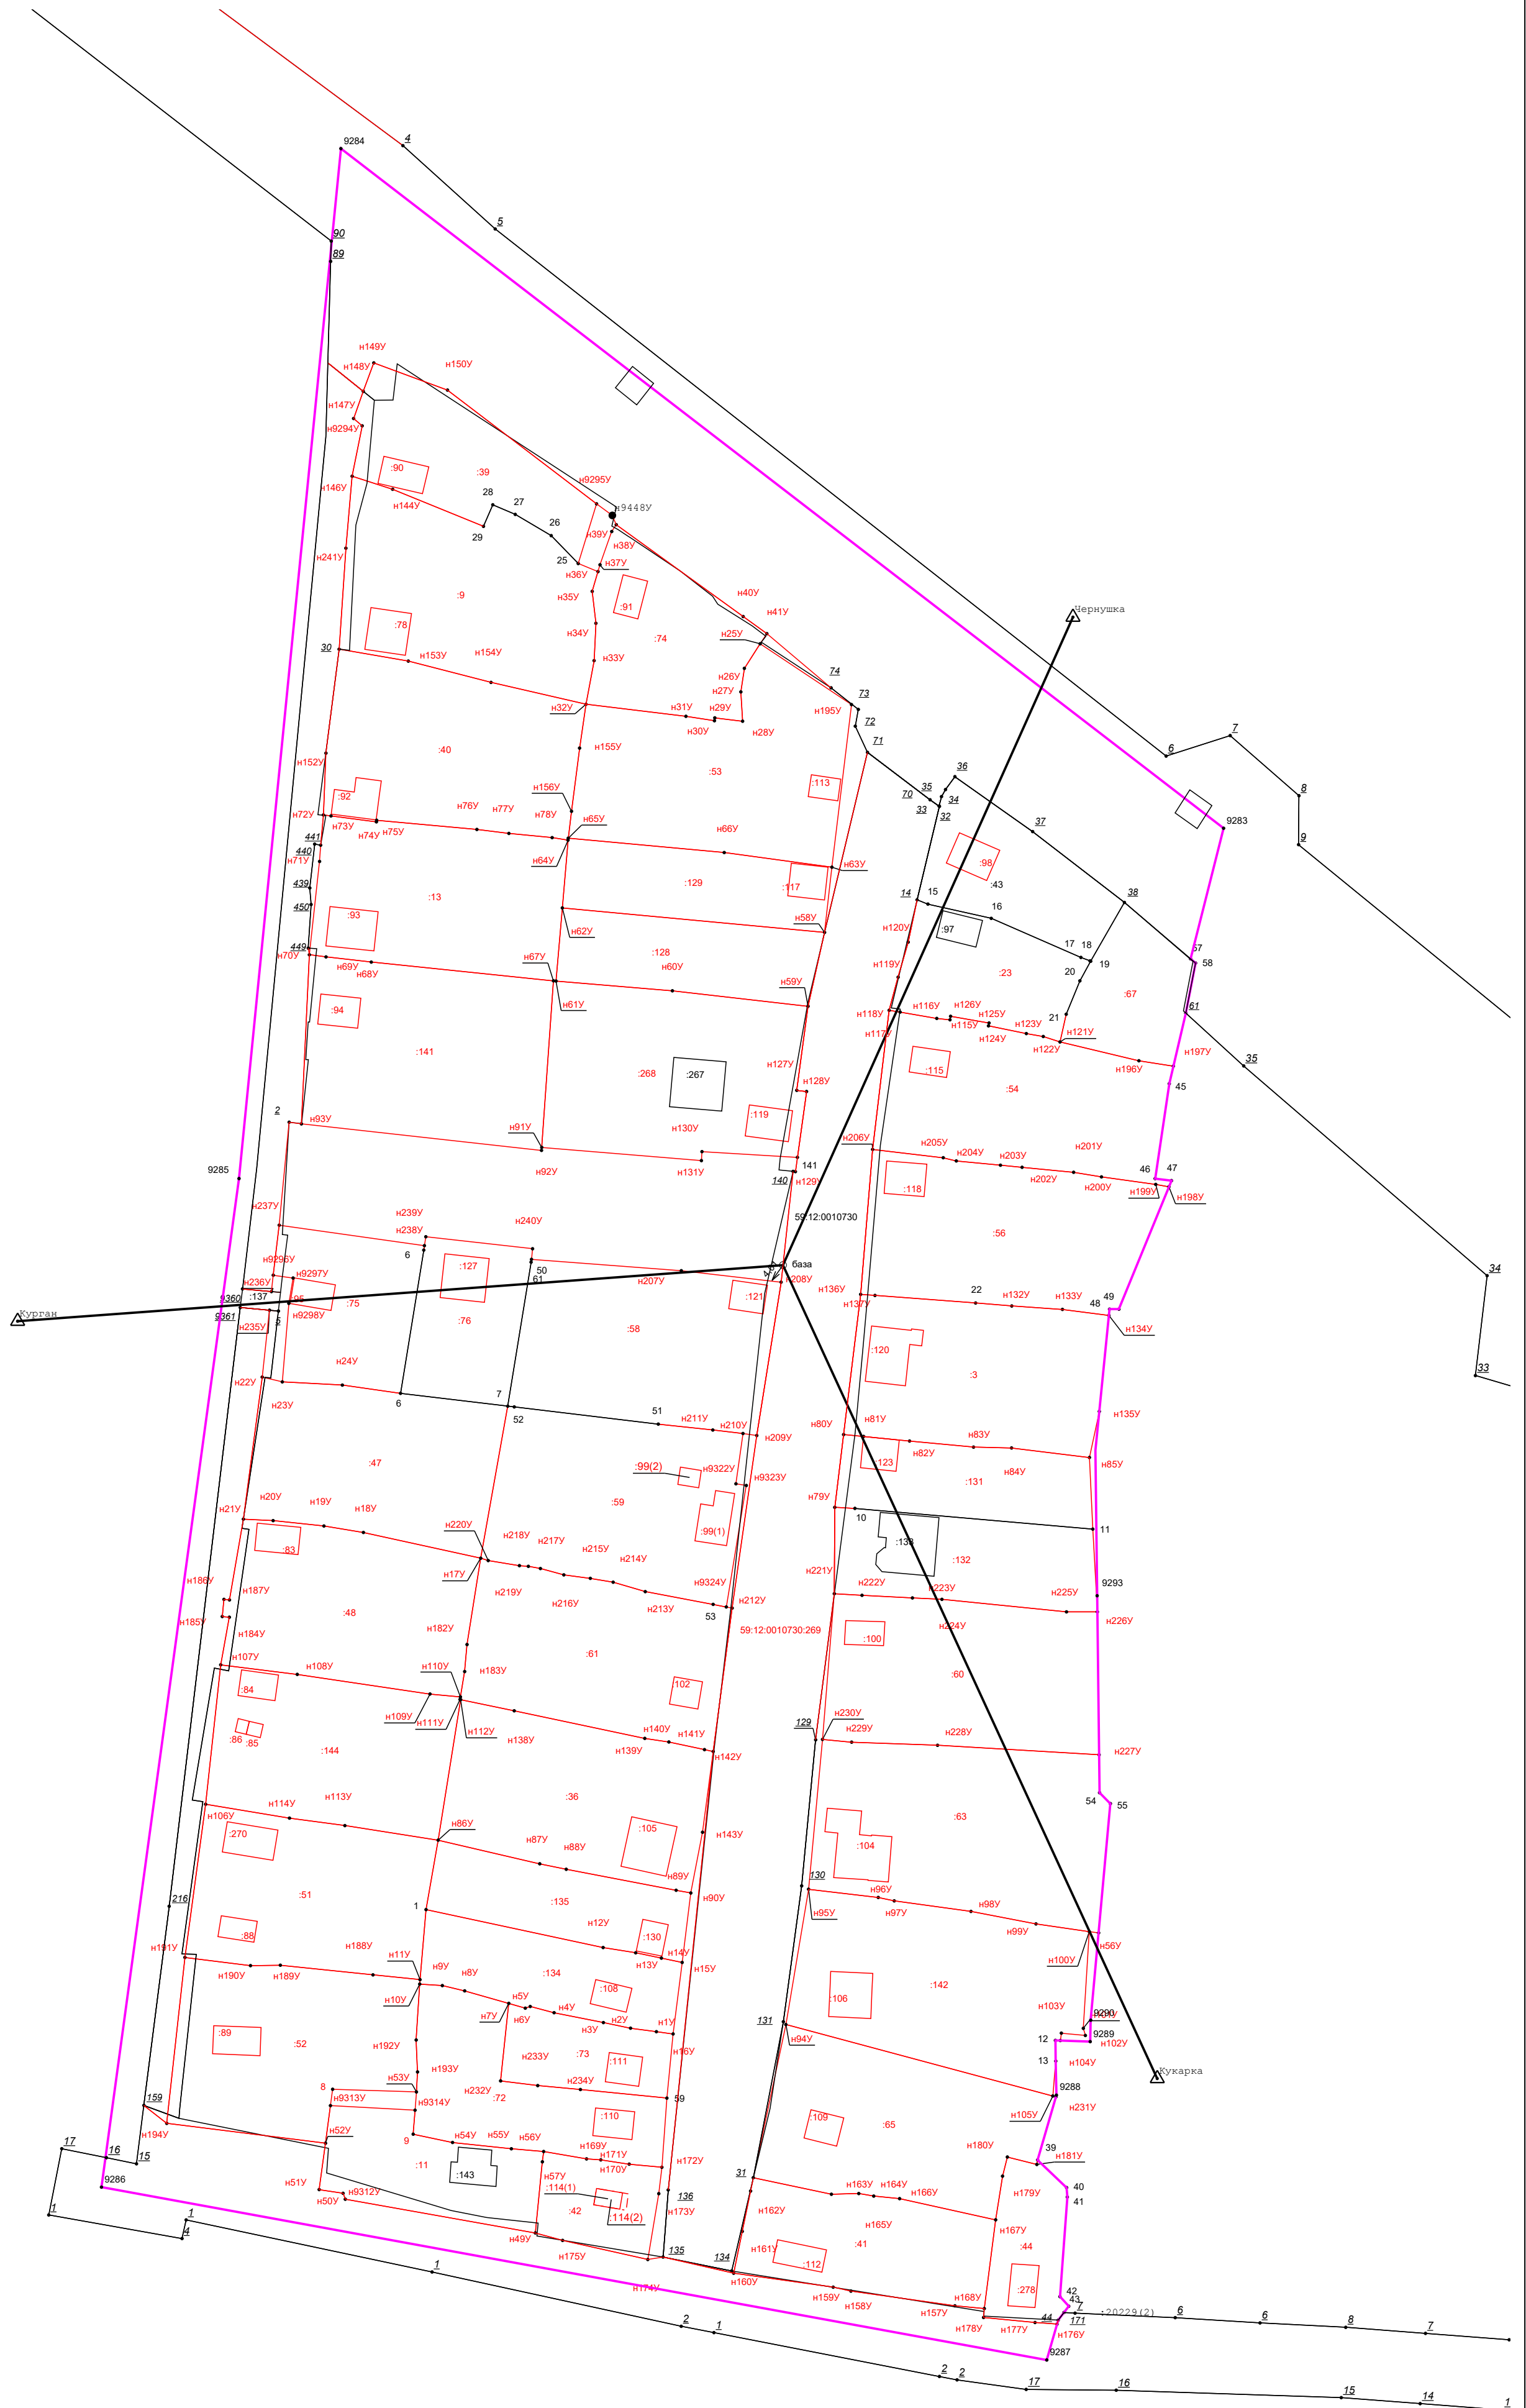 4
9284
5
90
89
н149У
н148У
н150У
н147У
н9294У
:90
:39
н9295У
н146У
н144У
28
27
н9448У
29
26
н39У
н38У
н241У
25
н37У
н36У
:9
н35У
:91
н40У
Чернушка
н41У
:78
н34У
:74
н25У
30
н153У
н154У
н33У
н26У
74
н27У
73
н32У
н31У
н29У
н195У
н30У
н28У
72
7
:40
н155У
71
6
н152У
:53
36
:113
35
8
н156У
70
34
:92
33
32
н72У
н76У
н77У
н78У
н65У
37
9283
н73У
н74У
н75У
441
н66У
9
440
н71У
н64У
н63У
:98
439
:129
:117
:43
:13
14
15
38
450
16
:93
н58У
:97
н120У
н62У
449
17
18
57
н70У
:128
58
н69У
н67У
н60У
19
н68У
н119У
:23
20
н59У
:67
:94
н61У
н118У
н116У
н126У
н125У
21
61
н117У
н115У
н124У
н123У
н121У
:141
н122У
н197У
н127У
:268
:267
н196У
35
н128У
:115
:54
45
2
:119
н93У
н91У
н130У
н206У
н205У
н201У
н204У
н203У
н92У
н131У
141
46
47
9285
140
н202У
н200У
н129У
н199У
:118
н198У
н239У
59:12:0010730
н237У
н238У
н240У
:56
6
н9296У
:127
база
34
н9297У
50
н236У
61
н207У
н208У
н136У
:137
9360
:95
:75
:121
н137У
22
9361
5
н132У
н133У
49
Курган
н9298У
:76
48
н235У
:58
н134У
:120
н24У
н22У
:3
33
6
7
н23У
52
51
н211У
н135У
н210У
н80У
н81У
н209У
н83У
н82У
:47
н85У
:99(2)
н9322У
:123
н84У
н9323У
:131
н20У
:59
н79У
н21У
н19У
10
н18У
:99(1)
11
н220У
:83
н218У
н217У
:132
н215У
н214У
н221У
н17У
н222У
н186У
н187У
н219У
н223У
н225У
9293
н216У
н9324У
н213У
н212У
:48
53
н226У
н185У
н224У
59:12:0010730:269
н184У
н182У
:100
:61
н107У
н183У
:60
н108У
н110У
:102
:84
н109У
н111У
129
н230У
:86
:85
н112У
н138У
н140У
н229У
н228У
н141У
:144
н139У
н142У
н227У
:36
54
55
н114У
н113У
н106У
:63
:270
н86У
:105
н143У
н87У
:104
н88У
н89У
130
:51
:135
н96У
216
1
н90У
н97У
н98У
н12У
н95У
н99У
:88
:130
н56У
н191У
н188У
н11У
н14У
н100У
н190У
н9У
н13У
н15У
н189У
н8У
:134
:142
н10У
:108
:106
н5У
н4У
н103У
9290
н7У
н6У
н2У
н1У
131
:89
н3У
9289
:52
н192У
н16У
12
н102У
н94У
н233У
:73
13
н104У
н193У
:111
Кукарка
н53У
н232У
н234У
8
9288
159
н9313У
:72
59
н9314У
н105У
н231У
:109
:65
н194У
:110
н52У
9
н54У
н55У
н56У
17
н180У
39
16
н169У
н181У
15
:11
н171У
н172У
н57У
н170У
31
н179У
9286
н51У
:143
:114(1)
136
н163У
н164У
40
н9312У
н162У
н166У
41
н50У
:42
:114(2)
н173У
1
1
н165У
н167У
н49У
н161У
:41
:44
4
н175У
135
134
:112
н174У
н160У
:278
42
н159У
н168У
43
н158У
7
1
н157У
44
:20229(2)
6
6
н178У
171
8
н177У
н176У
7
2
1
9287
2
2
17
16
15
14
1